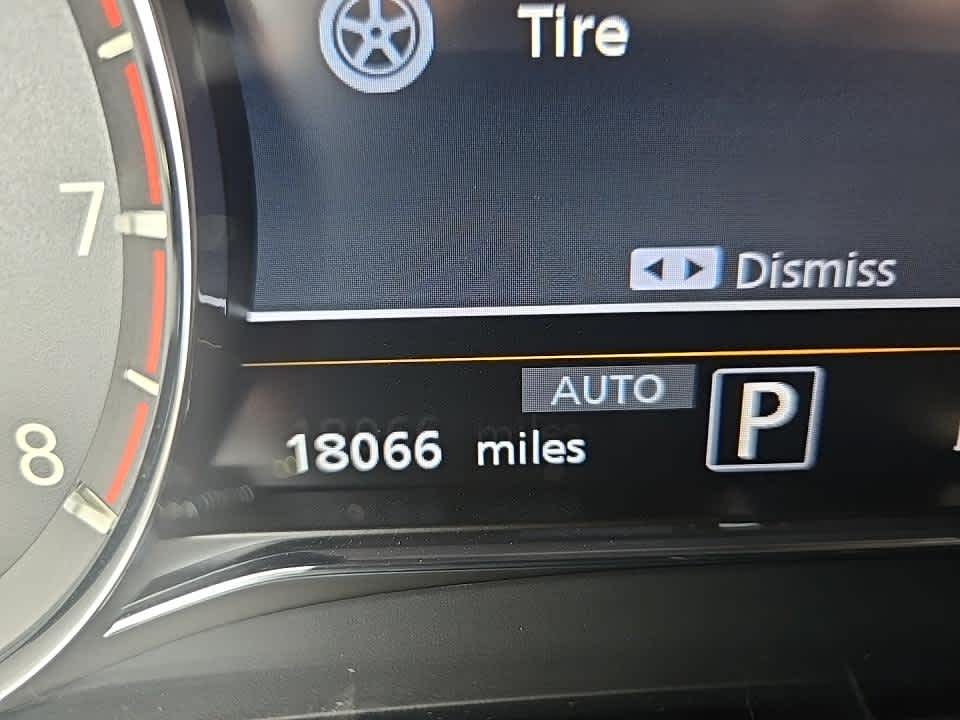 Tire
7
Dismiss
AUTO
P
8
18066 miles